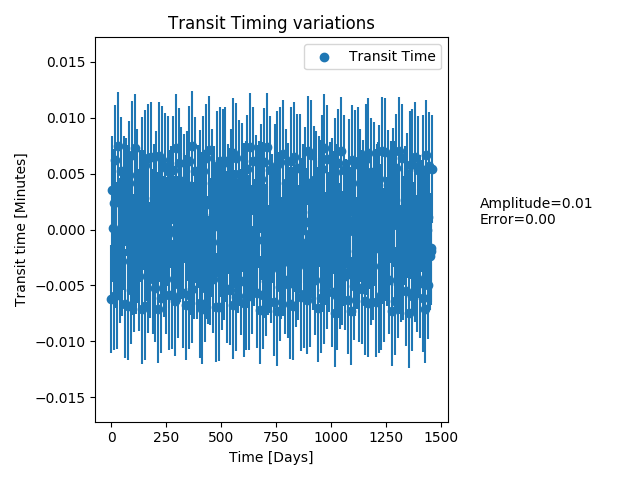 Transit Timing variations
Transit Time
Transit time [Minutes]
0.015
0.010
0.005
0.000
−0.005
−0.010
−0.015
Amplitude=0.01
Error=0.00
0 250 500 750 1000 1250 1500
Time [Days]